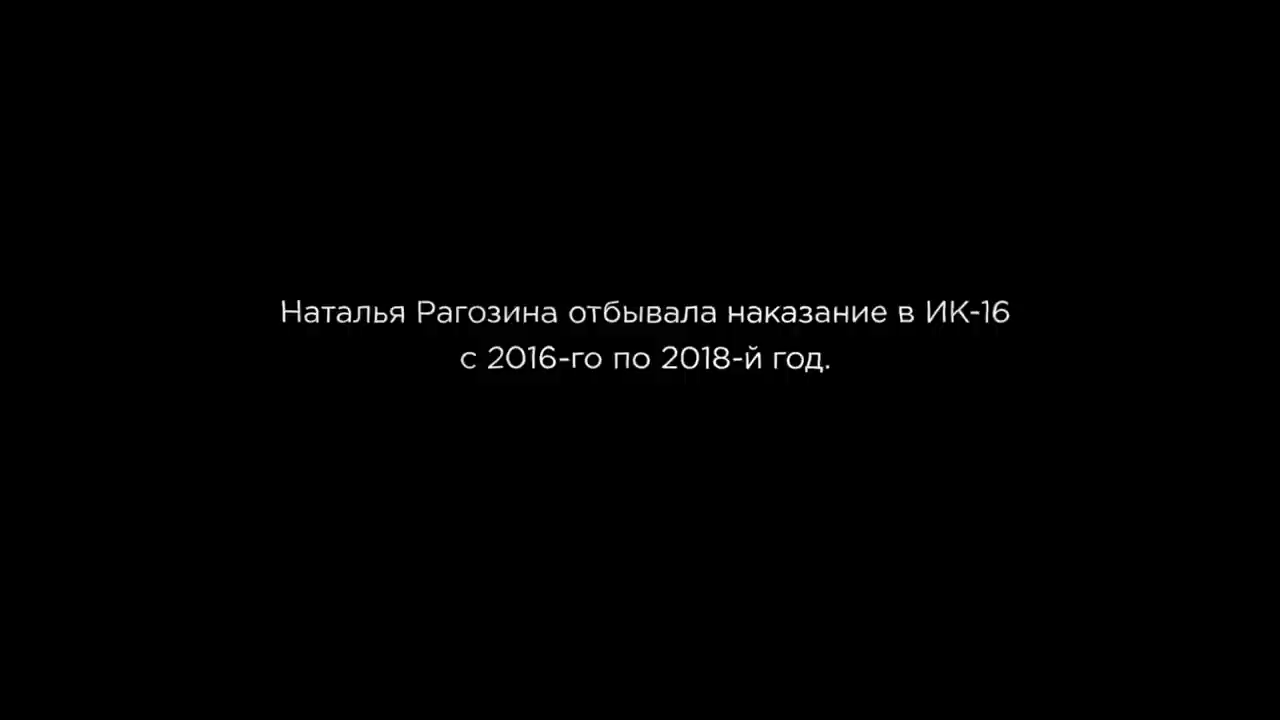 Наталья Рагозина отбывала наказание в ИК-16
с 2016-го по 2018-й год.